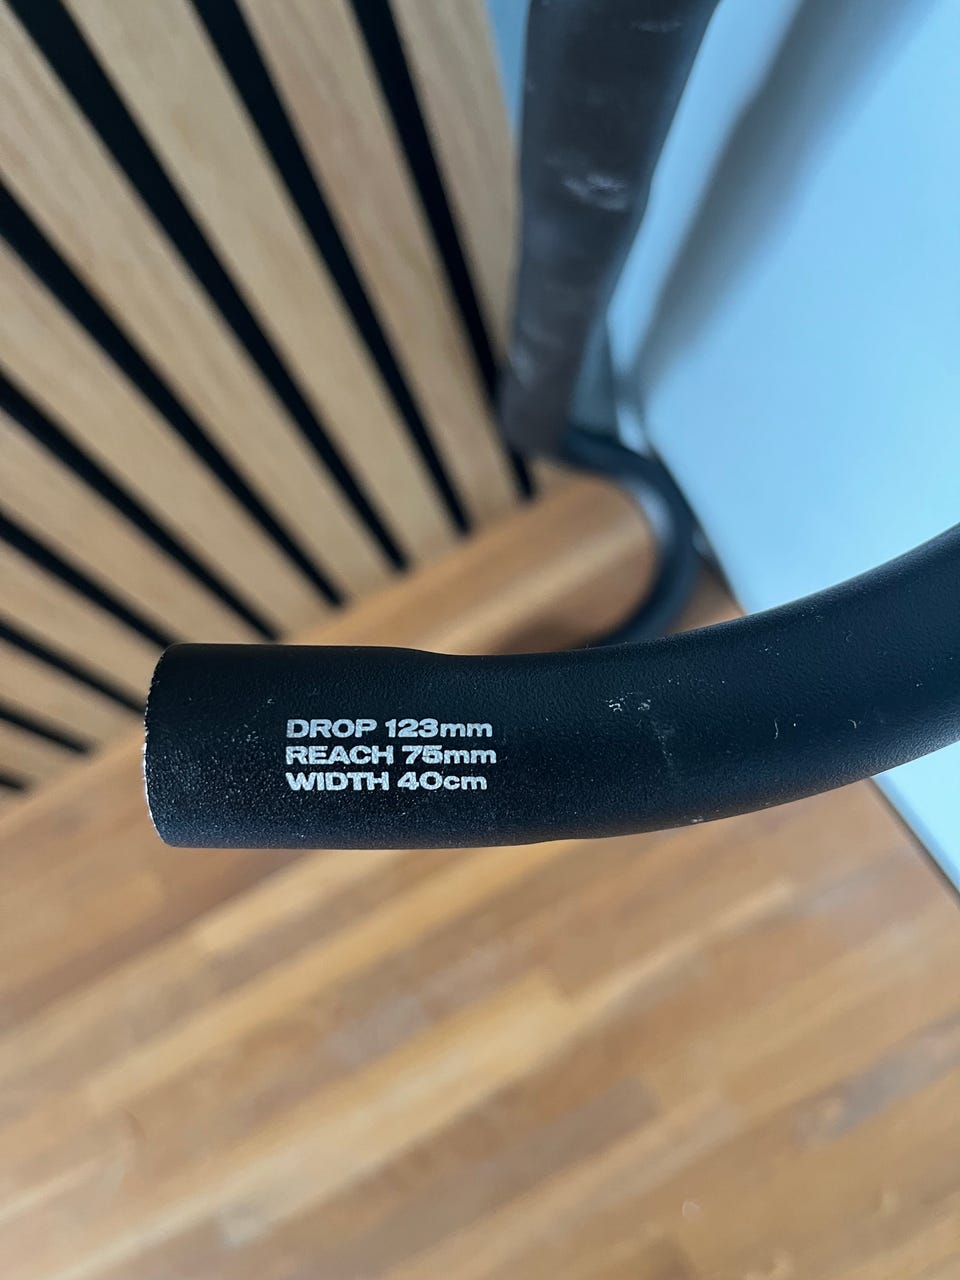 DROP 123mm
REACH 75mm
WIDTH 40cm